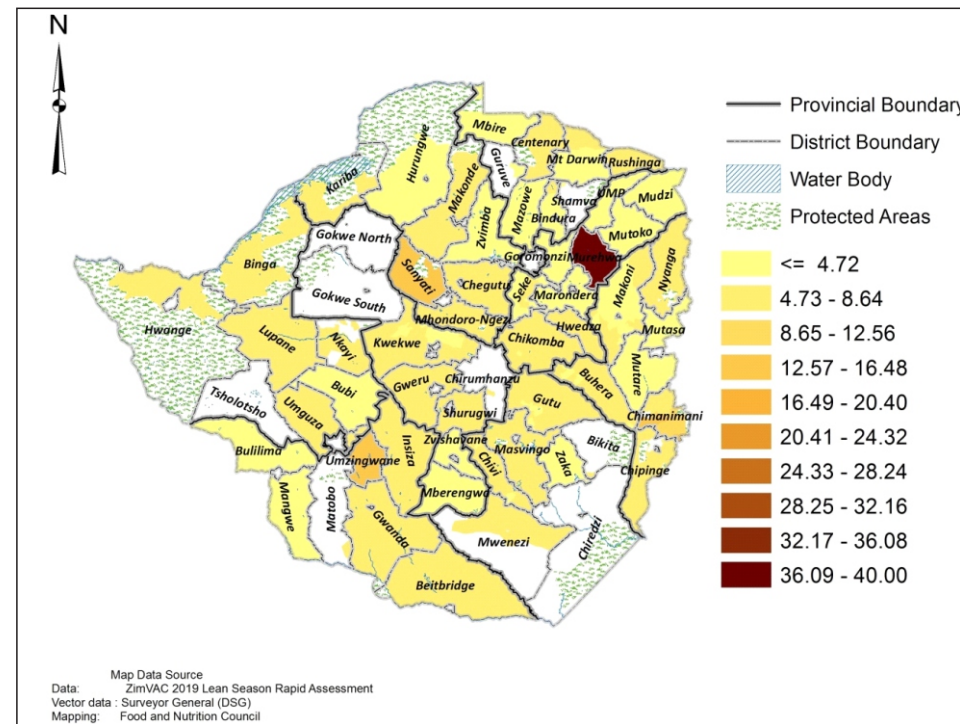 N
Provincial Boundary
District Boundary
Water Body
Protected Areas
<= 4.72
4.73 - 8.64
8.65 - 12.56
12.57 - 16.48
16.49 - 20.40
20.41 - 24.32
24.33 - 28.24
28.25 - 32.16
32.17 - 36.08
36.09 - 40.00
Mbire
Centenary
Guruve
Mt Darwin
Rushinga
Hurungwe
Kariba
Makonde
Zvimba
Mazowe
Shamva
Bindura
UMP
Mudzi
Mutoko
Murehwa
Goromonzi
Gokwe North
Gokwe South
Sanyati
Binga
Hwange
Chegutu
Seke
Marondera
Makoni
Nyanga
Mutasa
Mhondoro-Ngezi
Chikomba
Hwedza
Kwekwe
Lupane
Nkayi
Bubi
Tsholotsho
Umguza
Gweru
Chirumhanzu
Shurugwi
Gutu
Buhera
Mutare
Chimanimani
Bulilima
Umzingwane
Insiza
Zvishavane
Chivi
Masvingo
Zaka
Bikita
Chipinge
Mangwe
Matobo
Mberengwa
Gwanda
Mwenezi
Chiredzi
Beitbridge
Map Data Source
Data: ZimVAC 2019 Lean Season Rapid Assessment
Vector data : Surveyor General (DSG)
Mapping: Food and Nutrition Council